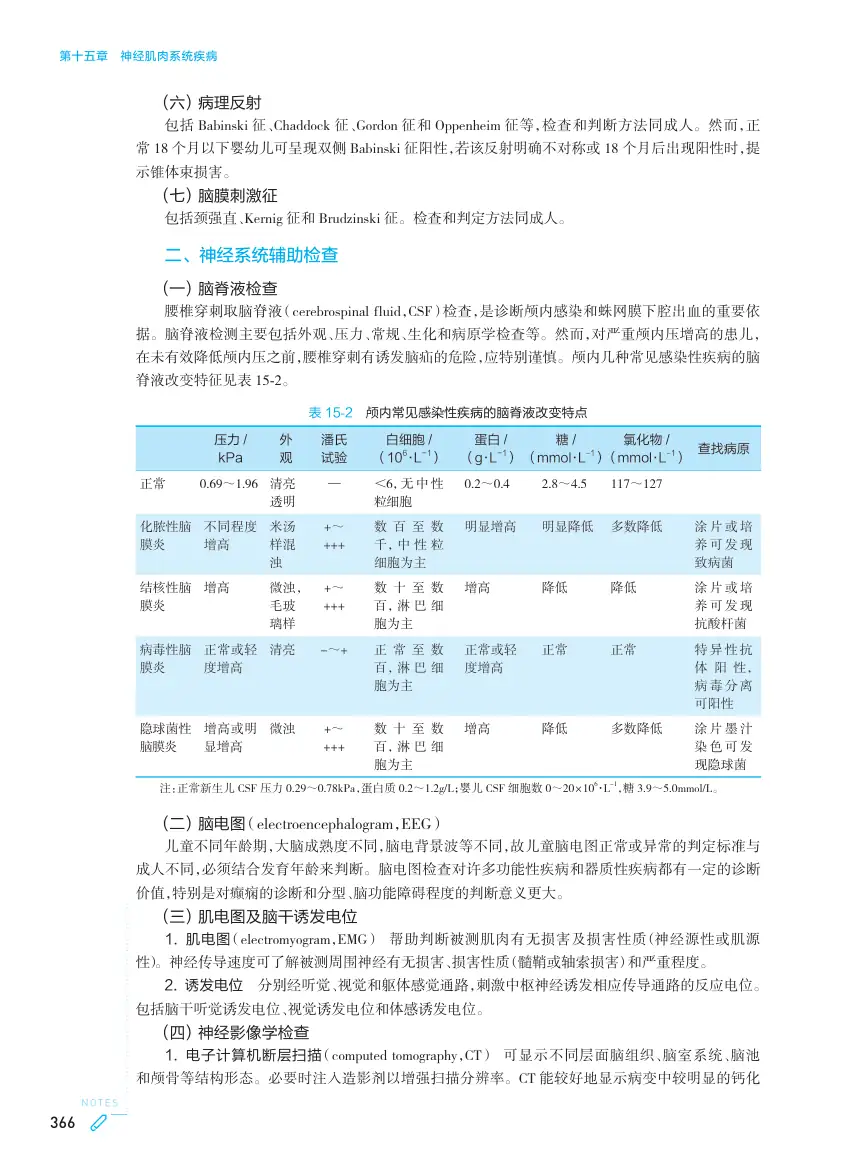 第十五章 神经肌肉系统疾病
（六）病理反射
包括 Babinski 征、Chaddock 征、Gordon 征和 Oppenheim 征等，检查和判断方法同成人。然而，正
常 18 个月以下婴幼儿可呈现双侧 Babinski 征阳性，若该反射明确不对称或 18 个月后出现阳性时，提
示锥体束损害。
（七）脑膜刺激征
包括颈强直、Kernig 征和 Brudzinski 征。检查和判定方法同成人。
二、神经系统辅助检查
（一）脑脊液检查
腰椎穿刺取脑脊液（cerebrospinal fluid，CSF）检查，是诊断颅内感染和蛛网膜下腔出血的重要依
据。脑脊液检测主要包括外观、压力、常规、生化和病原学检查等。然而，对严重颅内压增高的患儿，
在未有效降低颅内压之前，腰椎穿刺有诱发脑疝的危险，应特别谨慎。颅内几种常见感染性疾病的脑
脊液改变特征见表 15-2。
表 15-2 颅内常见感染性疾病的脑脊液改变特点
压力 / 外 潘氏 白细胞 / 蛋白 / 糖 / 氯化物 / 查找病原
kPa 观 试验 （10⁶·L⁻¹） （g·L⁻¹） （mmol·L⁻¹） （mmol·L⁻¹）
正常 0.69～1.96 清亮 — ＜6，无中性 0.2～0.4 2.8～4.5 117～127
透明 粒细胞
化脓性脑 不同程度 米汤 +～ 数百至数 明显增高 明显降低 多数降低 涂片或培
膜炎 增高 样混 +++ 千，中性粒 养可发现
浊 细胞为主 致病菌
结核性脑 增高 微浊， +～ 数十至数 增高 降低 降低 涂片或培
膜炎 毛玻 +++ 百，淋巴细 养可发现
璃样 胞为主 抗酸杆菌
病毒性脑 正常或轻 清亮 −～+ 正常至数 正常或轻 正常 正常 特异性抗
膜炎 度增高 百，淋巴细 度增高 体阳性，
胞为主 病毒分离
可阳性
隐球菌性 增高或明 微浊 +～ 数十至数 增高 降低 多数降低 涂片墨汁
脑膜炎 显增高 +++ 百，淋巴细 染色可发
胞为主 现隐球菌
注：正常新生儿 CSF 压力 0.29～0.78kPa，蛋白质 0.2～1.2g/L；婴儿 CSF 细胞数 0～20×10⁶·L⁻¹，糖 3.9～5.0mmol/L。
（二）脑电图（electroencephalogram，EEG）
儿童不同年龄期，大脑成熟度不同，脑电背景波等不同，故儿童脑电图正常或异常的判定标准与
成人不同，必须结合发育年龄来判断。脑电图检查对许多功能性疾病和器质性疾病都有一定的诊断
价值，特别是对癫痫的诊断和分型、脑功能障碍程度的判断意义更大。
（三）肌电图及脑干诱发电位
1. 肌电图（electromyogram，EMG） 帮助判断被测肌肉有无损害及损害性质（神经源性或肌源
性）。神经传导速度可了解被测周围神经有无损害、损害性质（髓鞘或轴索损害）和严重程度。
2. 诱发电位 分别经听觉、视觉和躯体感觉通路，刺激中枢神经诱发相应传导通路的反应电位。
包括脑干听觉诱发电位、视觉诱发电位和体感诱发电位。
（四）神经影像学检查
1. 电子计算机断层扫描（computed tomography，CT） 可显示不同层面脑组织、脑室系统、脑池
和颅骨等结构形态。必要时注入造影剂以增强扫描分辨率。CT 能较好地显示病变中较明显的钙化
NOTES
366